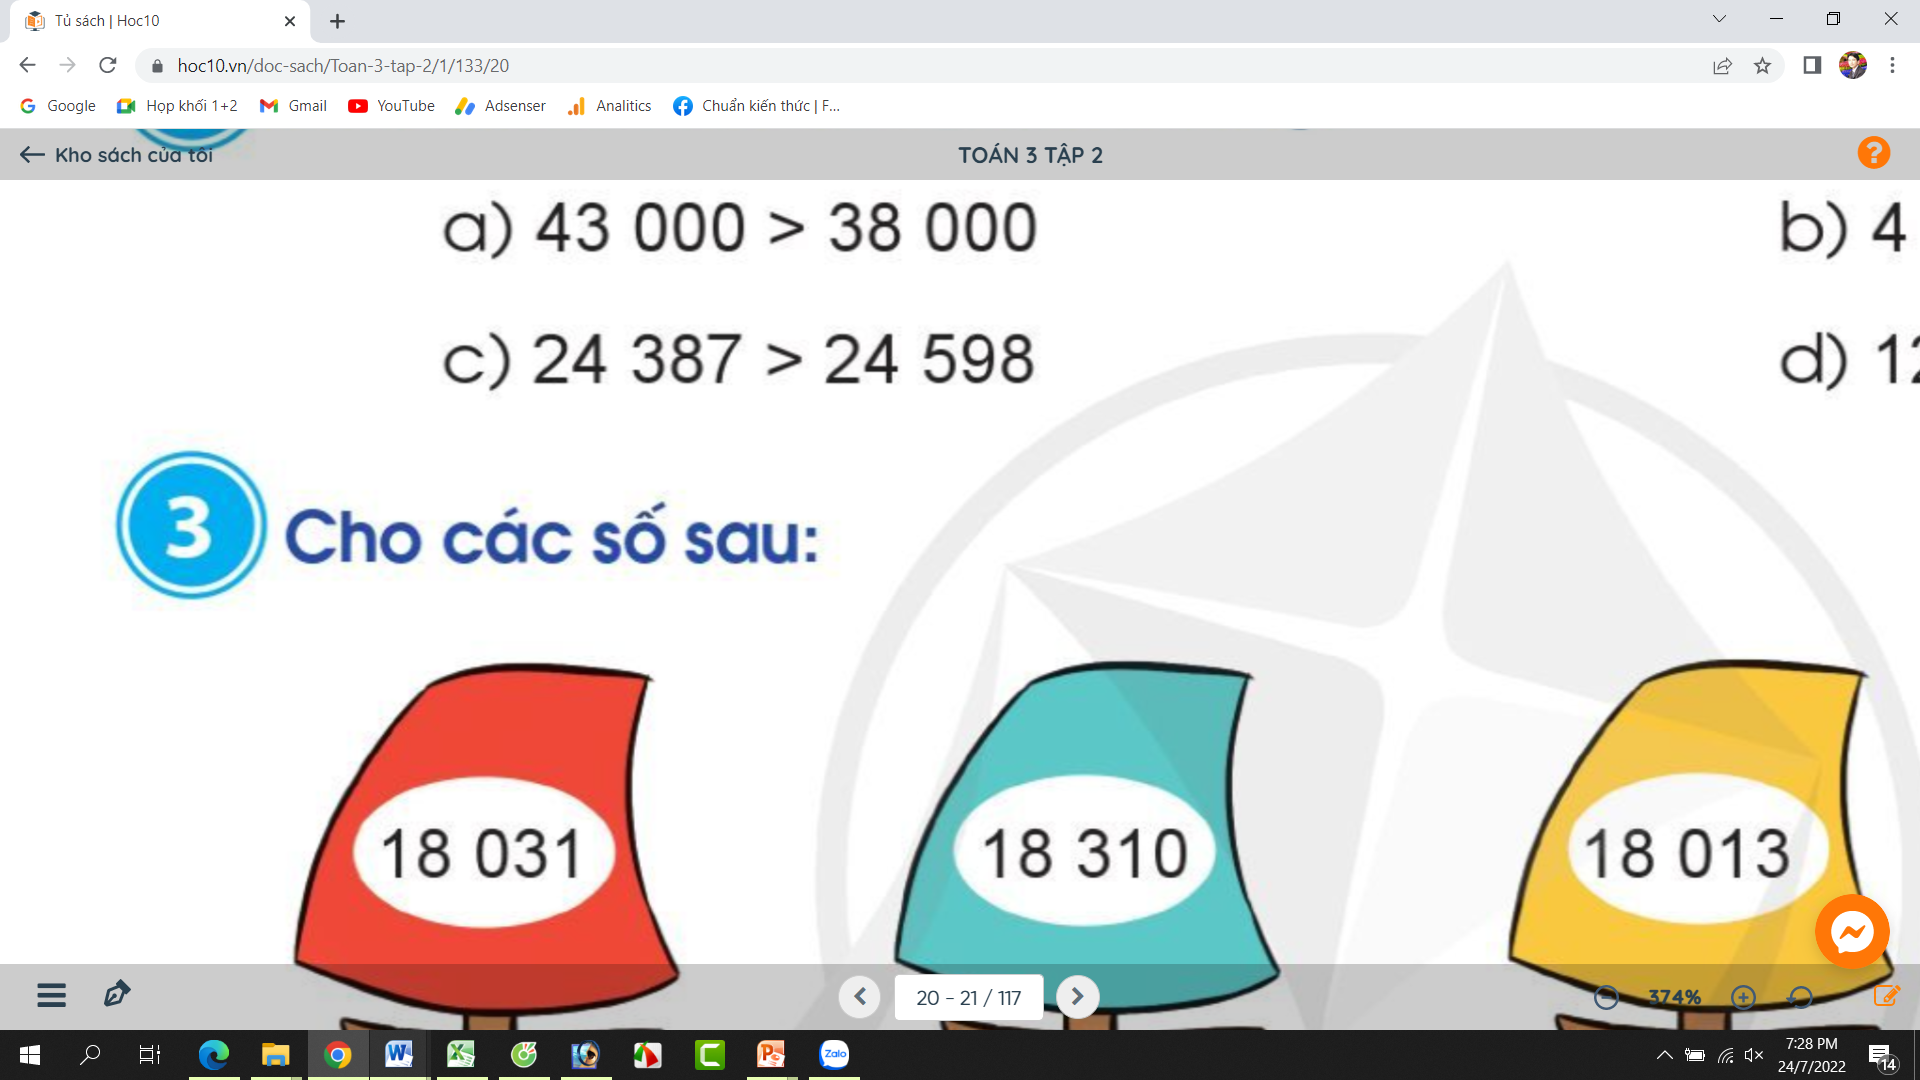 Tủ sách | Hoc10
hoc10.vn/doc-sach/Toan-3-tap-2/1/133/20
Google Họp khối 1+2 Gmail YouTube Adsenser Analitics Chuẩn kiến thức | F...
Kho sách của tôi TOÁN 3 TẬP 2 ?
a) 43 000 > 38 000 b) 4
c) 24 387 > 24 598 d) 12
3 Cho các số sau:
18 031 18 310 18 013
20 - 21 / 117 374%
Zalo
7:28 PM
24/7/2022
14